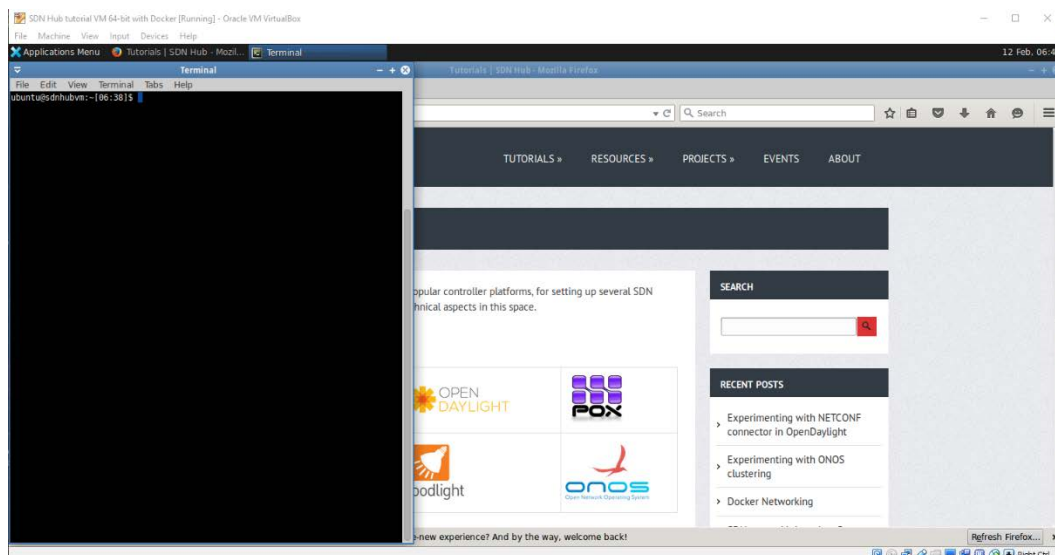 SDN Hub tutorial VM 64-bit with Docker [Running] - Oracle VM VirtualBox
File Machine View Input Devices Help
Applications Menu Tutorials | SDN Hub - Mozil... Terminal 12 Feb, 06:4
Terminal
Tutorials | SDN Hub - Mozilla Firefox
File Edit View Terminal Tabs Help
ubuntu@sdnhubvm:~[06:38]$
Search
TUTORIALS » RESOURCES » PROJECTS » EVENTS ABOUT
opular controller platforms, for setting up several SDN
hnical aspects in this space.
SEARCH
OPEN
DAYLIGHT
POX
oodlight
ONOS
Open Network Operating System
RECENT POSTS
Experimenting with NETCONF
connector in OpenDaylight
Experimenting with ONOS
clustering
Docker Networking
-new experience? And by the way, welcome back!
Refresh Firefox...
Right Ctrl